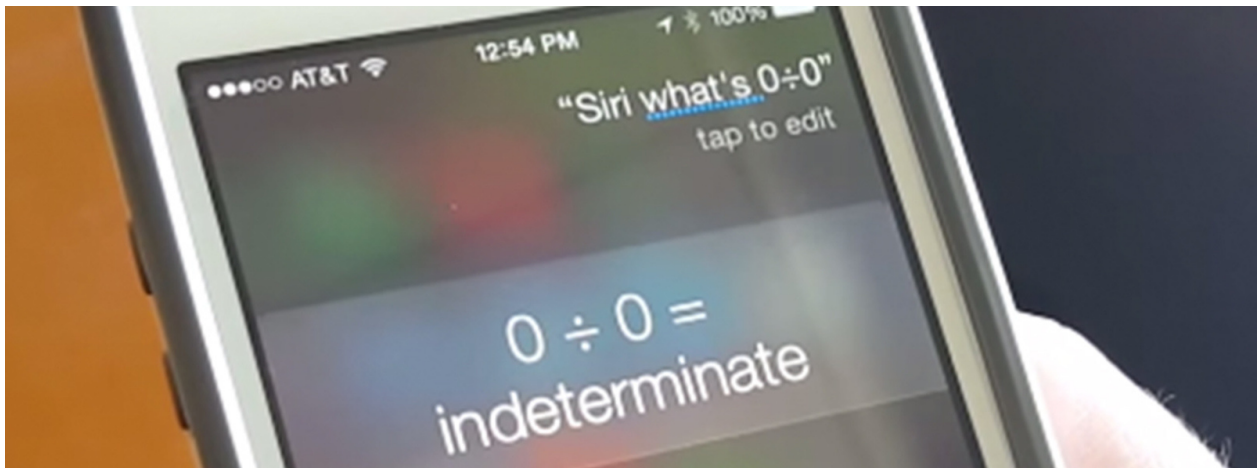 ●●●○○ AT&T 12:54 PM 100%
“Siri what's 0÷0”
tap to edit
0 ÷ 0 =
indeterminate